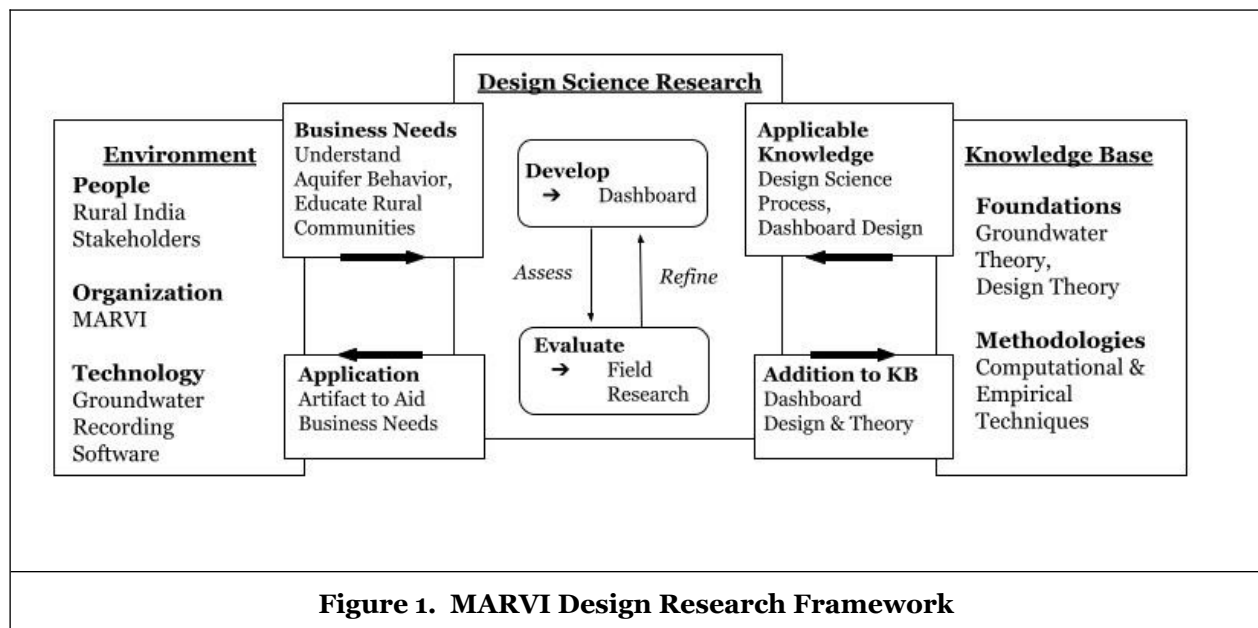 Design Science Research
Environment
People
Rural India
Stakeholders
Organization
MARVI
Technology
Groundwater
Recording
Software
Business Needs
Understand
Aquifer Behavior,
Educate Rural
Communities
Application
Artifact to Aid
Business Needs
Develop
➔ Dashboard
Assess
Refine
Evaluate
➔ Field
Research
Applicable
Knowledge
Design Science
Process,
Dashboard Design
Addition to KB
Dashboard
Design & Theory
Knowledge Base
Foundations
Groundwater
Theory,
Design Theory
Methodologies
Computational &
Empirical
Techniques
Figure 1. MARVI Design Research Framework